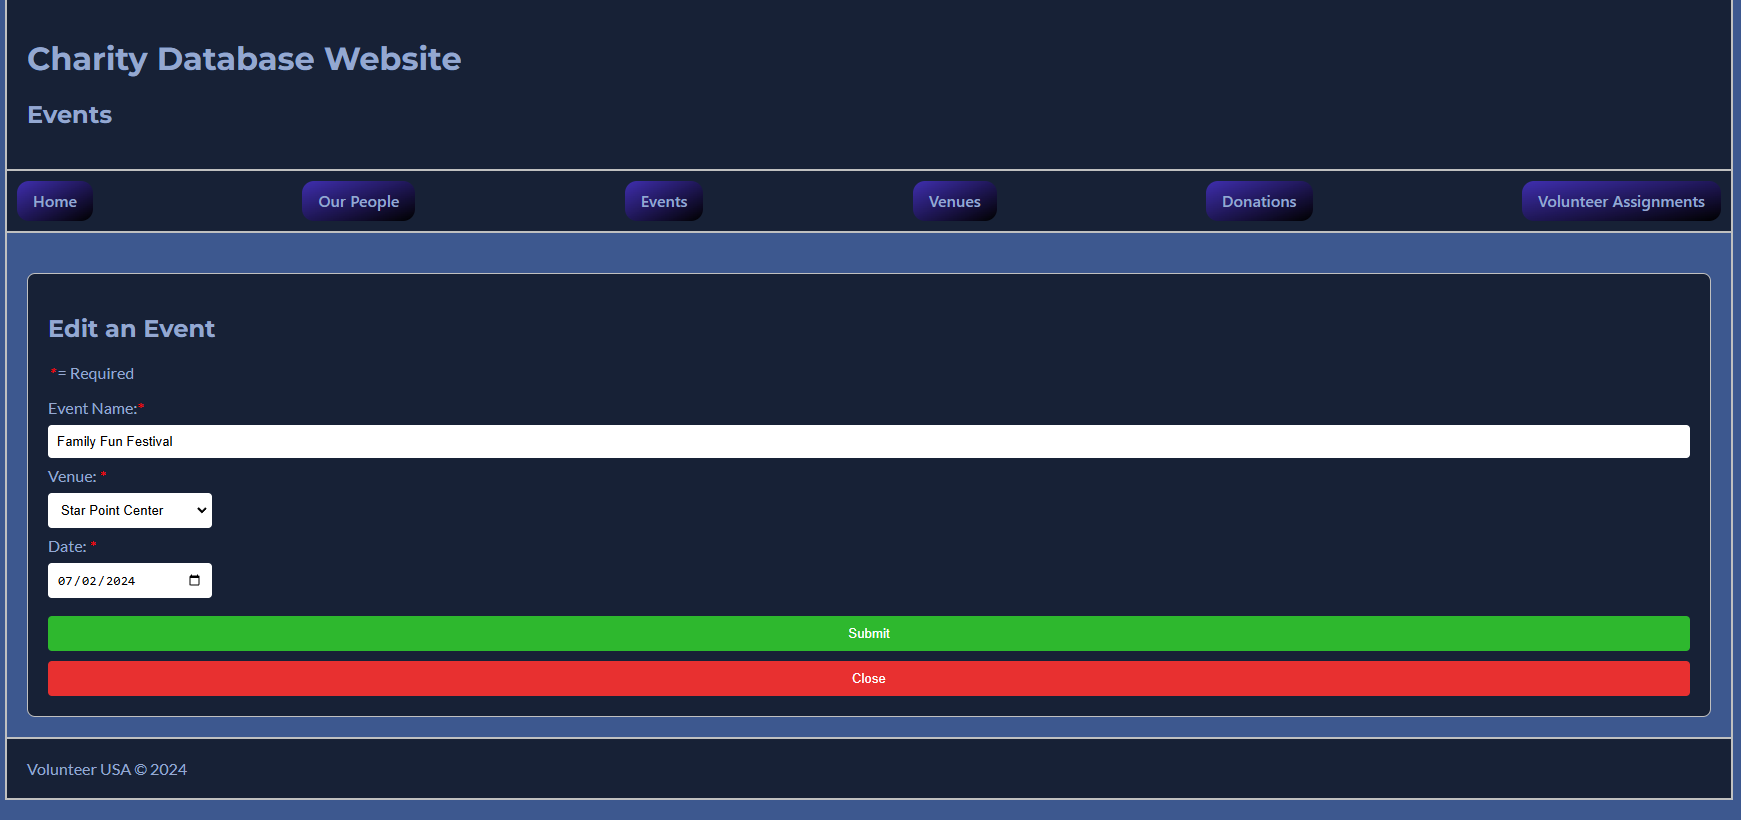 Charity Database Website
Events
Home Our People Events Venues Donations Volunteer Assignments
Edit an Event
*= Required
Event Name:*
Family Fun Festival
Venue: *
Star Point Center
Date: *
07/02/2024
Submit
Close
Volunteer USA © 2024